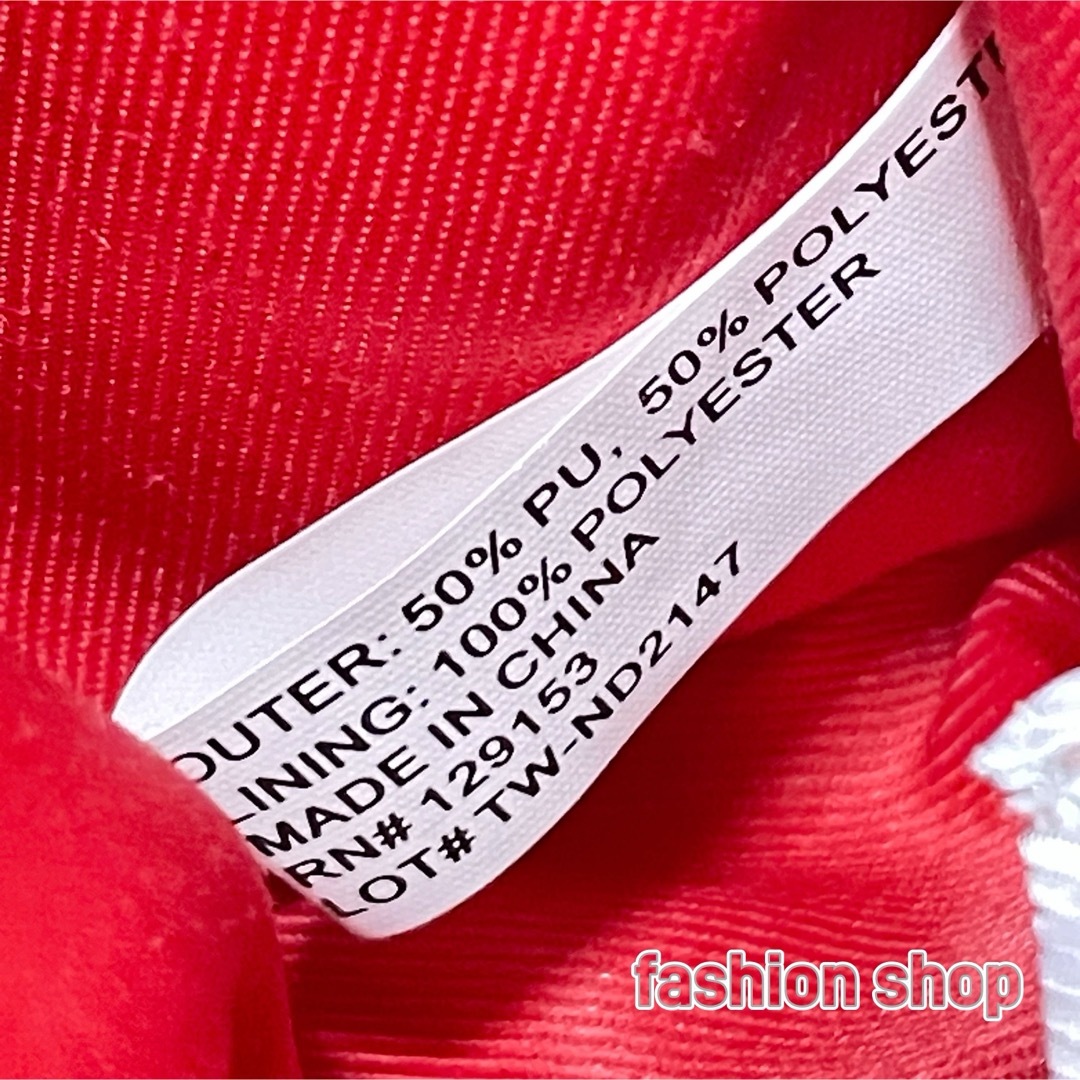 OUTER: 50% PU, 50% POLYEST
LINING: 100% POLYESTER
MADE IN CHINA
RN# 129153
LOT# TW-ND2147
fashion shop